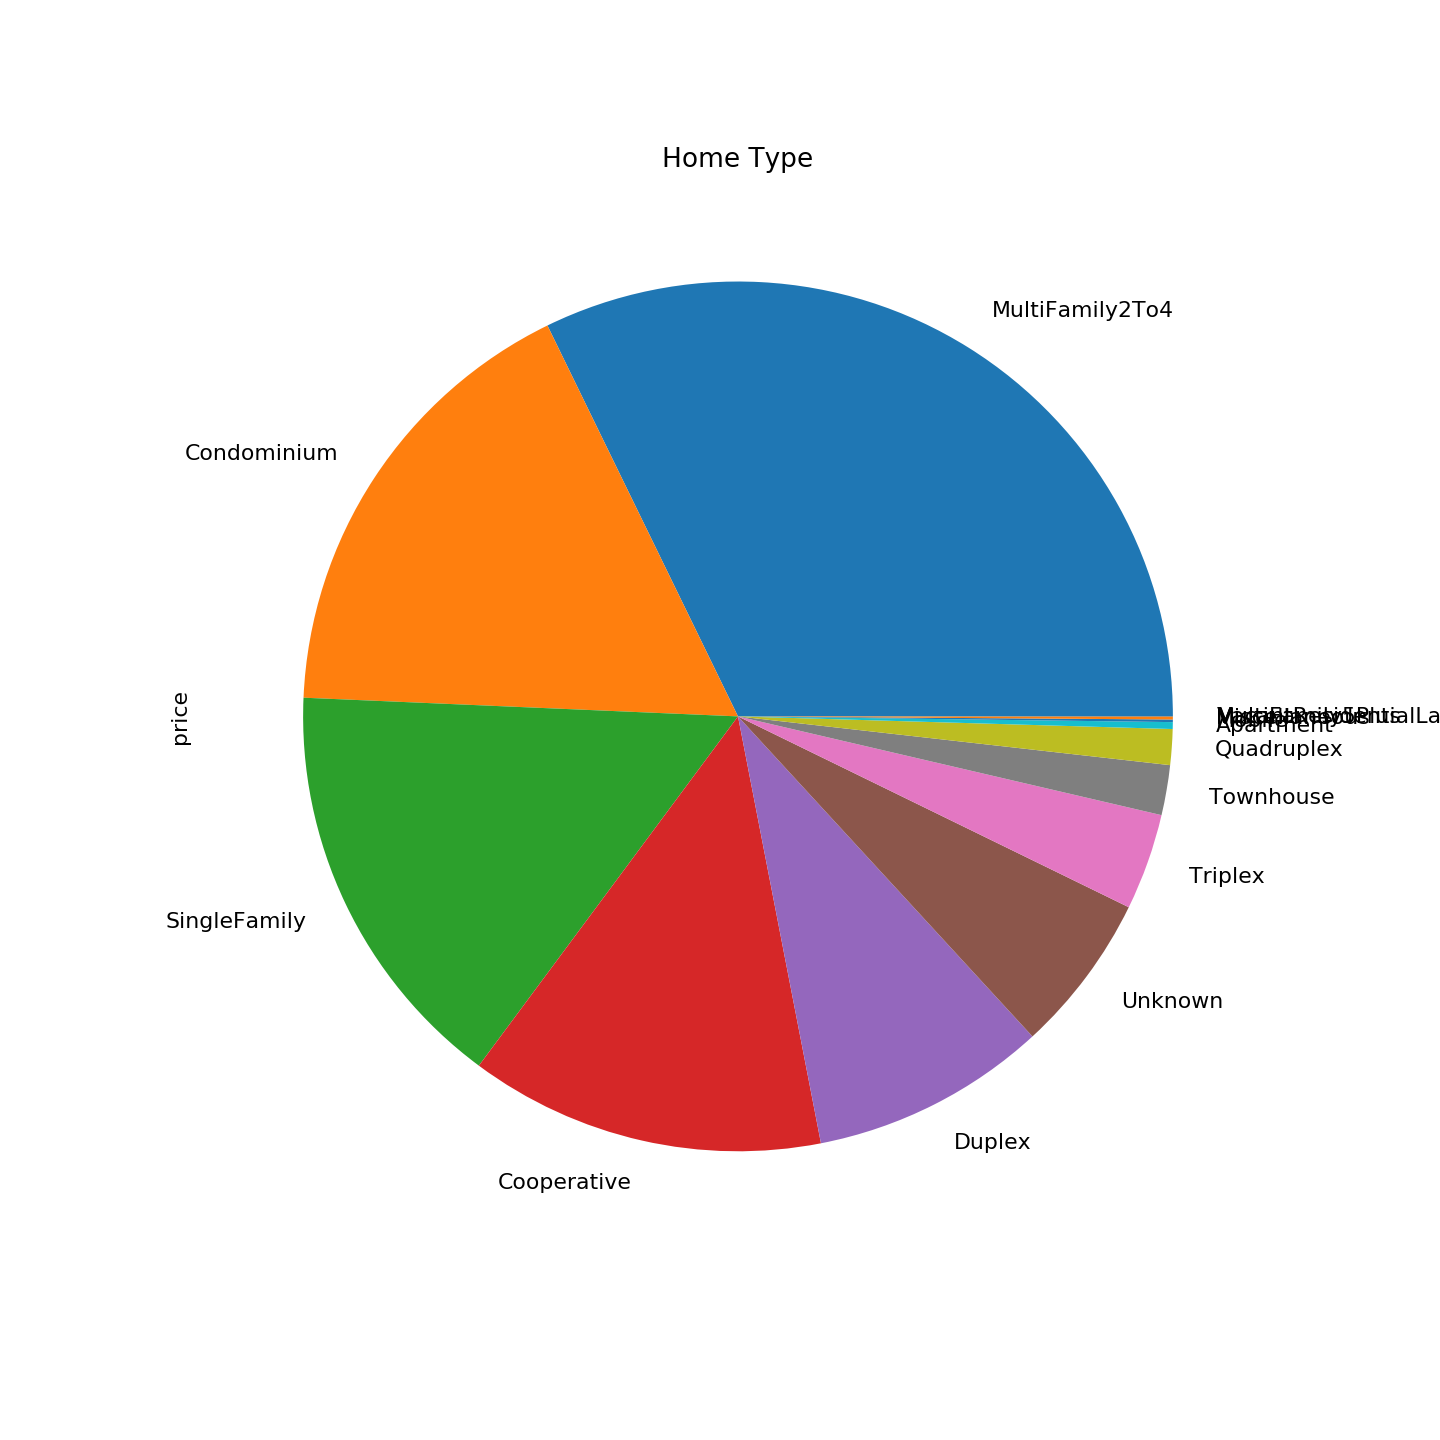 Home Type
MultiFamily2To4
Condominium
price
Apartment
Quadruplex
Townhouse
Triplex
SingleFamily
Unknown
Duplex
Cooperative